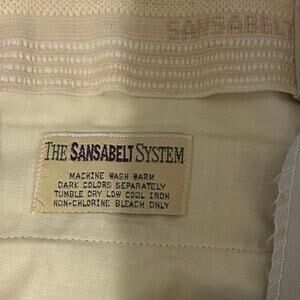 SANSABELT
THE SANSABELT SYSTEM
MACHINE WASH WARM
DARK COLORS SEPARATELY
TUMBLE DRY LOW COOL IRON
NON-CHLORINE BLEACH ONLY